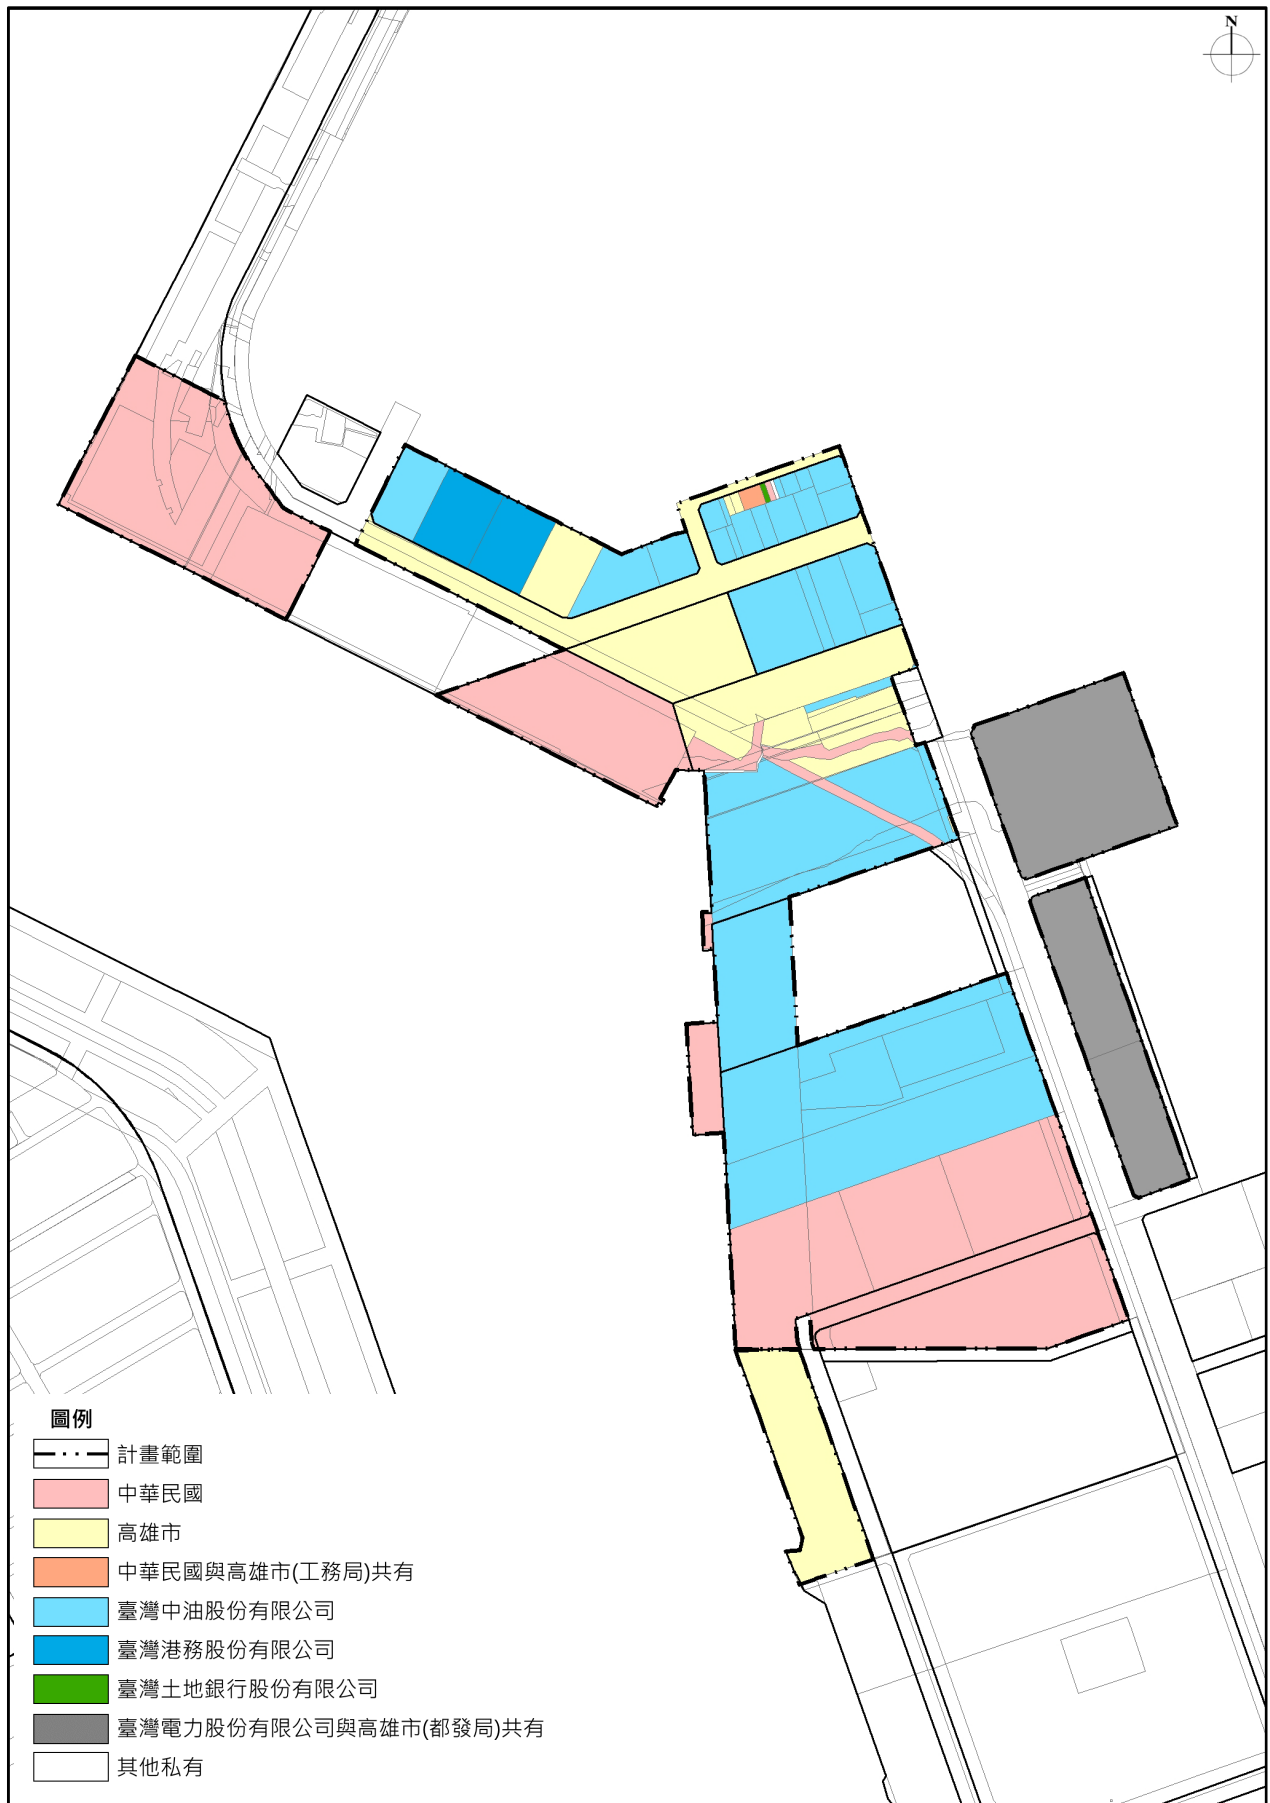 N
圖例
計畫範圍
中華民國
高雄市
中華民國與高雄市(工務局)共有
臺灣中油股份有限公司
臺灣港務股份有限公司
臺灣土地銀行股份有限公司
臺灣電力股份有限公司與高雄市(都發局)共有
其他私有